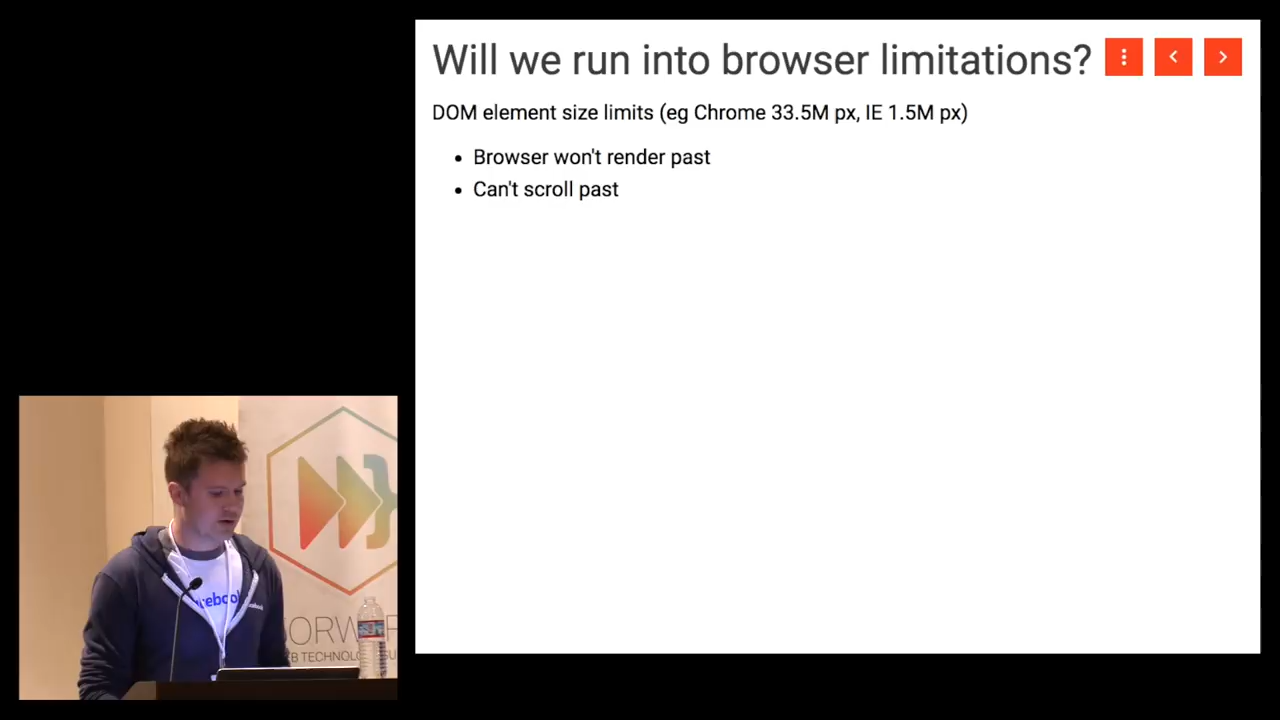 Will we run into browser limitations?
DOM element size limits (eg Chrome 33.5M px, IE 1.5M px)
• Browser won't render past
• Can't scroll past